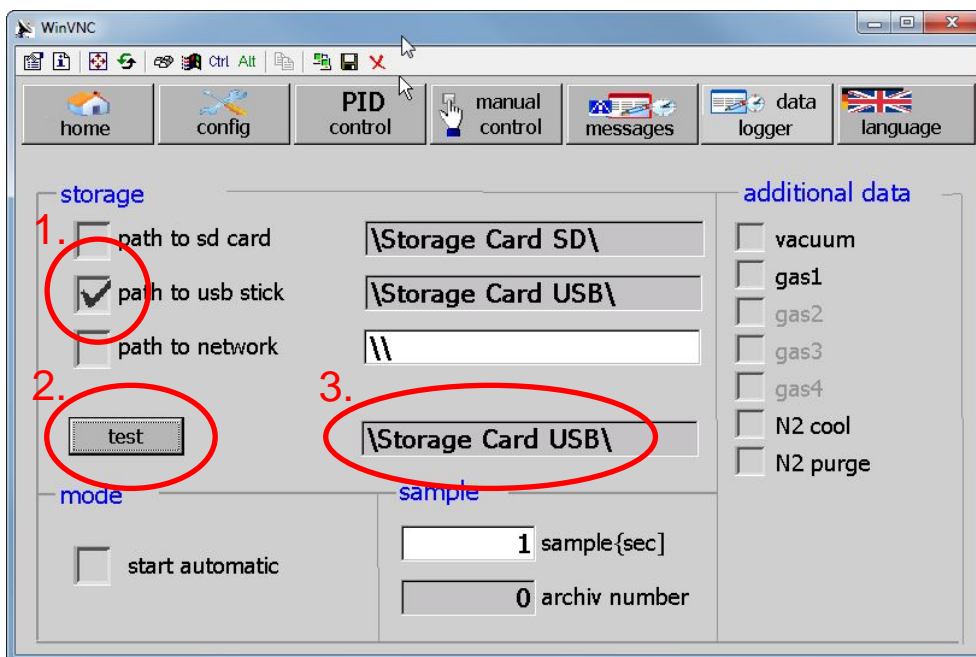 WinVNC
Ctrl Alt
home
config
PID control
manual control
messages
data logger
language
storage
1.
path to sd card \Storage Card SD\
path to usb stick \Storage Card USB\
path to network \\
2.
3.
test \Storage Card USB\
additional data
vacuum
gas1
gas2
gas3
gas4
N2 cool
N2 purge
mode
start automatic
sample
1 sample{sec]
0 archiv number